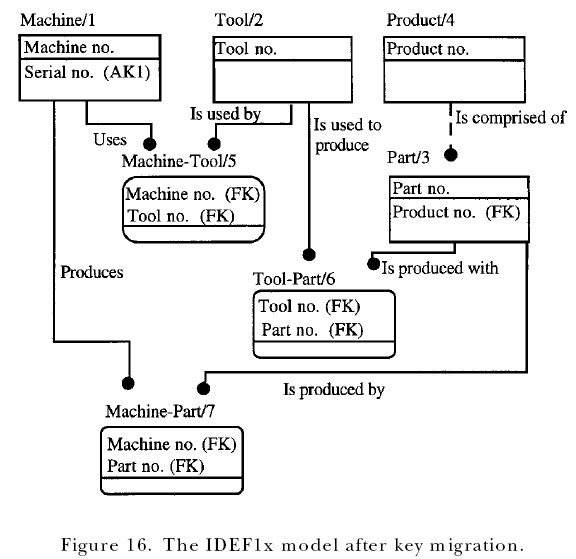 Machine/1
Tool/2
Product/4
Machine no.
Tool no.
Product no.
Serial no. (AK1)
Is used by
Is used to
produce
Is comprised of
Uses
Machine-Tool/5
Part/3
Machine no. (FK)
Tool no. (FK)
Part no.
Product no. (FK)
Produces
Tool-Part/6
Is produced with
Tool no. (FK)
Part no. (FK)
Is produced by
Machine-Part/7
Machine no. (FK)
Part no. (FK)
Figure 16. The IDEF1x model after key migration.